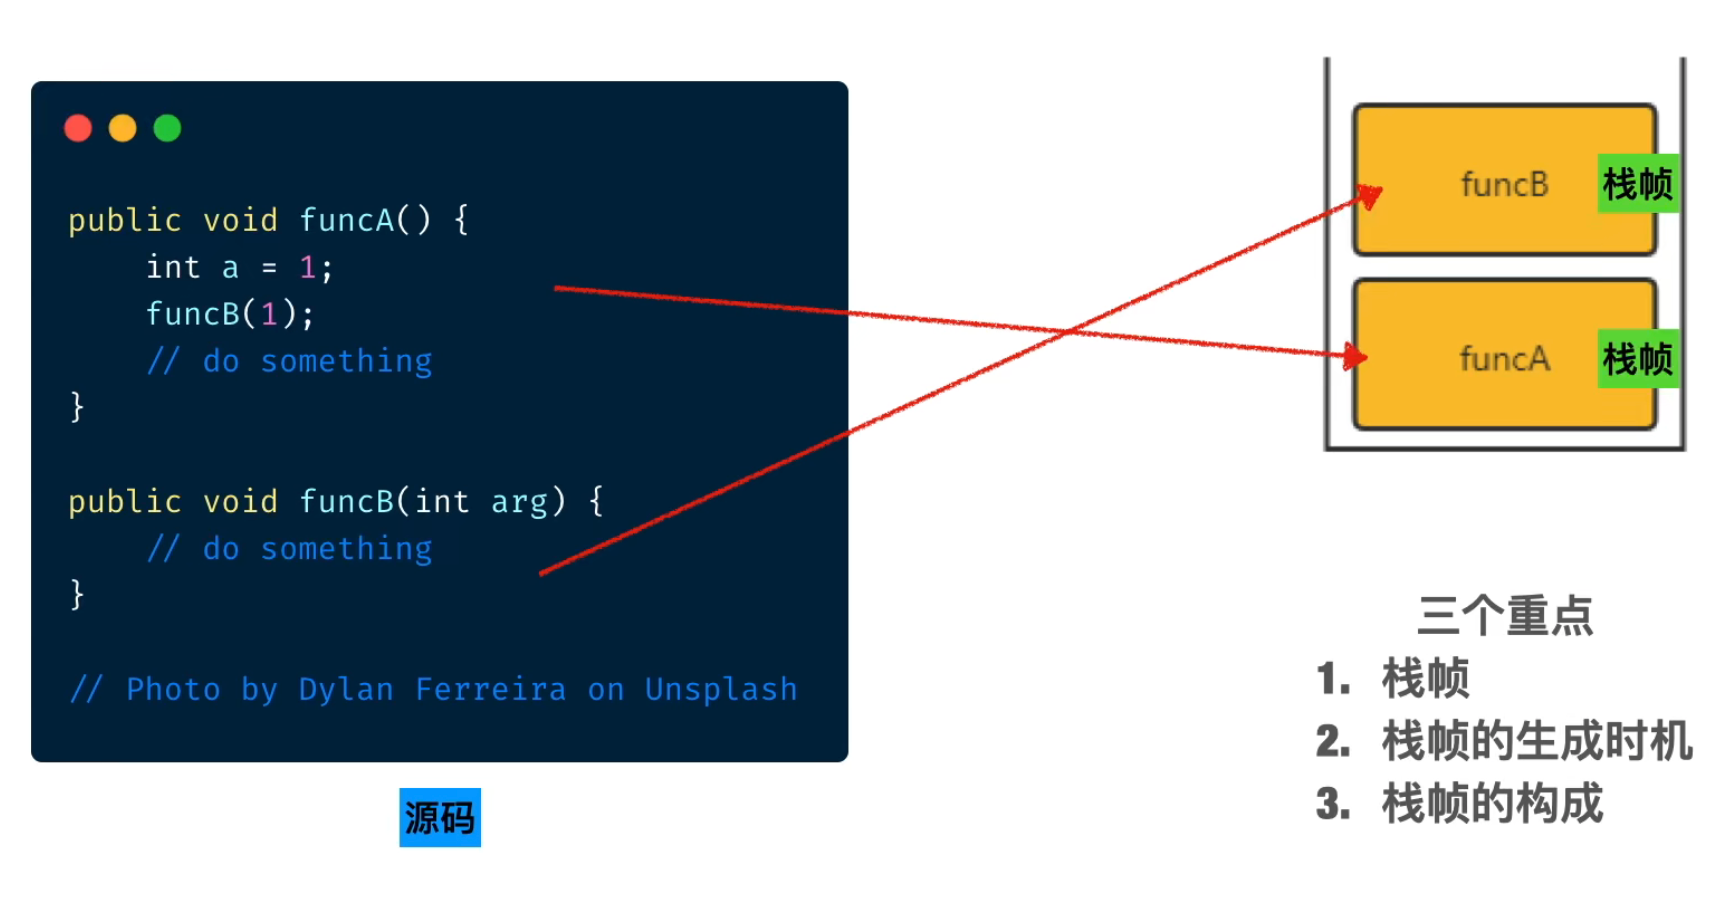 public void funcA() {
    int a = 1;
    funcB(1);
    // do something
}
public void funcB(int arg) {
    // do something
}
// Photo by Dylan Ferreira on Unsplash
源码
funcB 栈帧
funcA 栈帧
三个重点
1. 栈帧
2. 栈帧的生成时机
3. 栈帧的构成